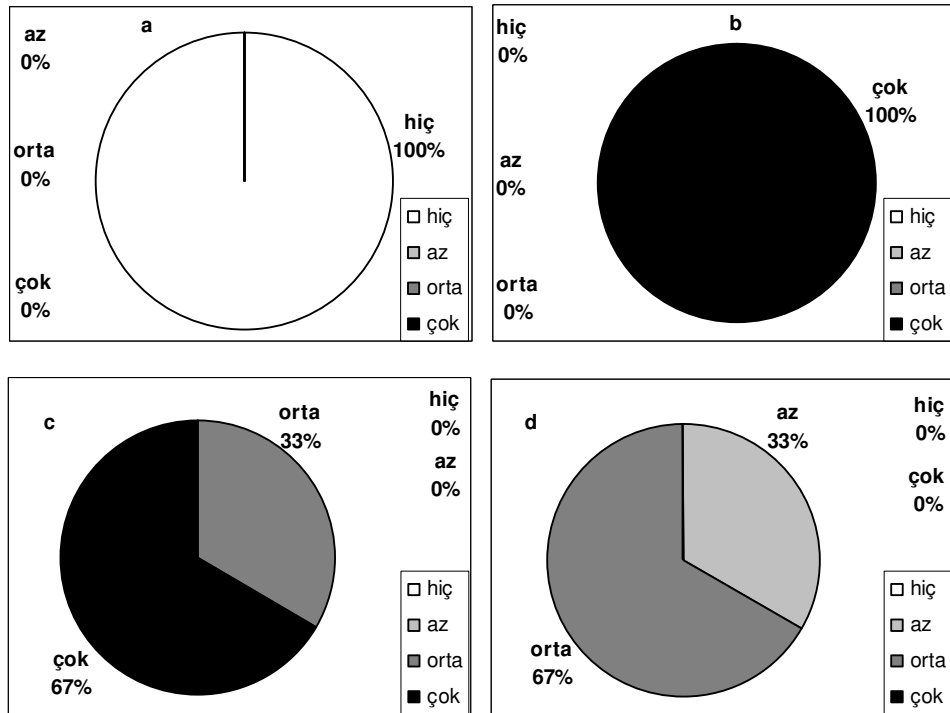 a
az
0%
orta
0%
çok
0%
hiç
100%
hiç
az
orta
çok
b
hiç
0%
az
0%
orta
0%
çok
100%
hiç
az
orta
çok
c
orta
33%
hiç
0%
az
0%
çok
67%
hiç
az
orta
çok
d
az
33%
hiç
0%
çok
0%
orta
67%
hiç
az
orta
çok